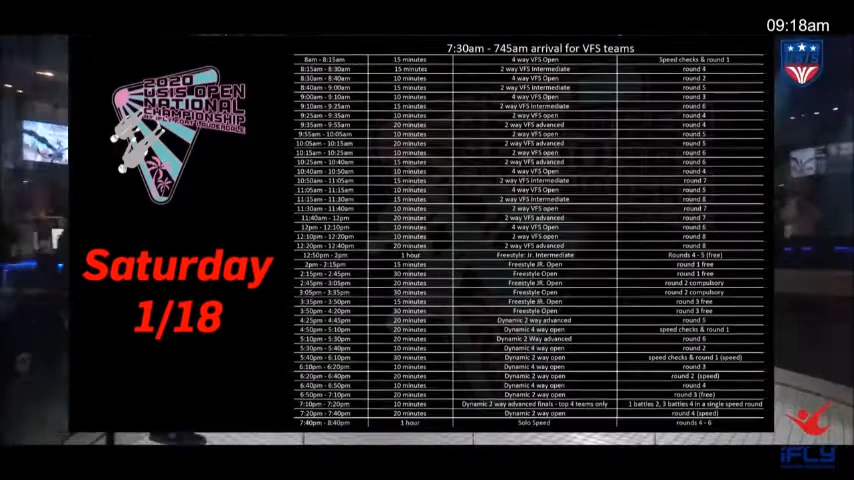 09:18am
7:30am - 745am arrival for VFS teams
2020
USIS OPEN
NATIONAL
CHAMPIONSHIP
Saturday
1/18
8am - 8:15am 15 minutes 4 way VFS Open Speed checks & round 1
8:15am - 8:30am 15 minutes 2 way VFS Intermediate round 4
8:30am - 8:40am 10 minutes 4 way VFS Open round 2
8:40am - 9:00am 15 minutes 2 way VFS Intermediate round 5
9:00am - 9:10am 10 minutes 4 way VFS Open round 3
9:10am - 9:25am 15 minutes 2 way VFS Intermediate round 6
9:25am - 9:35am 10 minutes 2 way VFS open round 4
9:35am - 9:55am 20 minutes 2 way VFS advanced round 4
9:55am - 10:05am 10 minutes 2 way VFS open round 5
10:05am - 10:15am 20 minutes 2 way VFS advanced round 5
10:15am - 10:25am 10 minutes 2 way VFS open round 6
10:25am - 10:40am 15 minutes 2 way VFS advanced round 6
10:40am - 10:50am 10 minutes 4 way VFS Open round 4
10:50am - 11:05am 15 minutes 2 way VFS Intermediate round 7
11:05am - 11:15am 10 minutes 4 way VFS Open round 5
11:15am - 11:30am 15 minutes 2 way VFS Intermediate round 8
11:30am - 11:40am 10 minutes 2 way VFS open round 7
11:40am - 12pm 20 minutes 2 way VFS advanced round 7
12pm - 12:10pm 10 minutes 4 way VFS Open round 6
12:10pm - 12:20pm 10 minutes 2 way VFS open round 8
12:20pm - 12:40pm 20 minutes 2 way VFS advanced round 8
12:50pm - 2pm 1 hour Freestyle: Jr. Intermediate Rounds 4 - 5 (free)
2pm - 2:15pm 15 minutes Freestyle JR. Open round 1 free
2:15pm - 2:45pm 30 minutes Freestyle Open round 1 free
2:45pm - 3:05pm 20 minutes Freestyle JR. Open round 2 compulsory
3:05pm - 3:35pm 30 minutes Freestyle Open round 2 compulsory
3:35pm - 3:50pm 15 minutes Freestyle JR. Open round 3 free
3:50pm - 4:20pm 30 minutes Freestyle Open round 3 free
4:25pm - 4:45pm 20 minutes Dynamic 2 way advanced round 5
4:50pm - 5:10pm 20 minutes Dynamic 4 way open speed checks & round 1
5:10pm - 5:30pm 20 minutes Dynamic 2 Way advanced round 6
5:30pm - 5:40pm 10 minutes Dynamic 4 way open round 2
5:40pm - 6:10pm 30 minutes Dynamic 2 way open speed checks & round 1 (speed)
6:10pm - 6:20pm 10 minutes Dynamic 4 way open round 3
6:20pm - 6:40pm 20 minutes Dynamic 2 way open round 2 (speed)
6:40pm - 6:50pm 10 minutes Dynamic 4 way open round 4
6:50pm - 7:10pm 20 minutes Dynamic 2 way open round 3 (free)
7:10pm - 7:20pm 10 minutes Dynamic 2 way advanced finals - top 4 teams only 1 battles 2, 3 battles 4 in a single speed round
7:20pm - 7:40pm 20 minutes Dynamic 2 way open round 4 (speed)
7:40pm - 8:40pm 1 hour Solo Speed rounds 4 - 6
iFLY